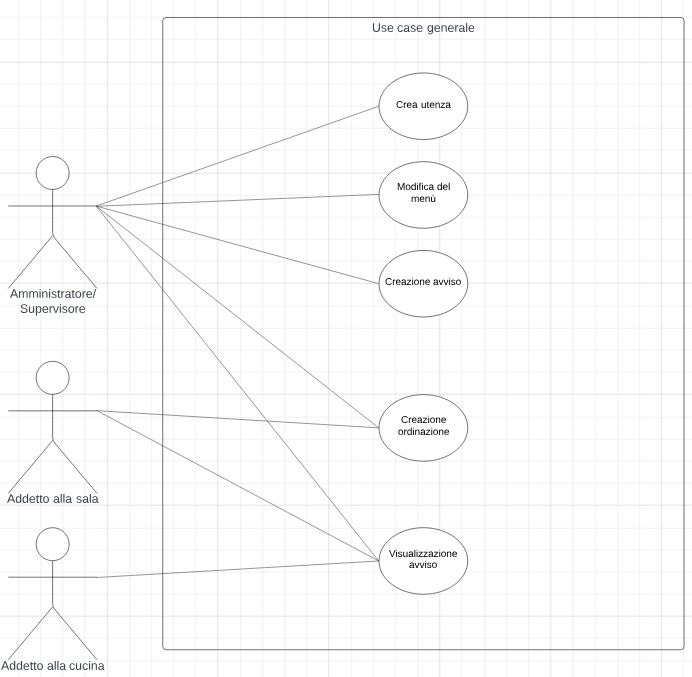 Use case generale
Crea utenza
Modifica del
menù
Creazione avviso
Amministratore/
Supervisore
Creazione
ordinazione
Addetto alla sala
Visualizzazione
avviso
Addetto alla cucina